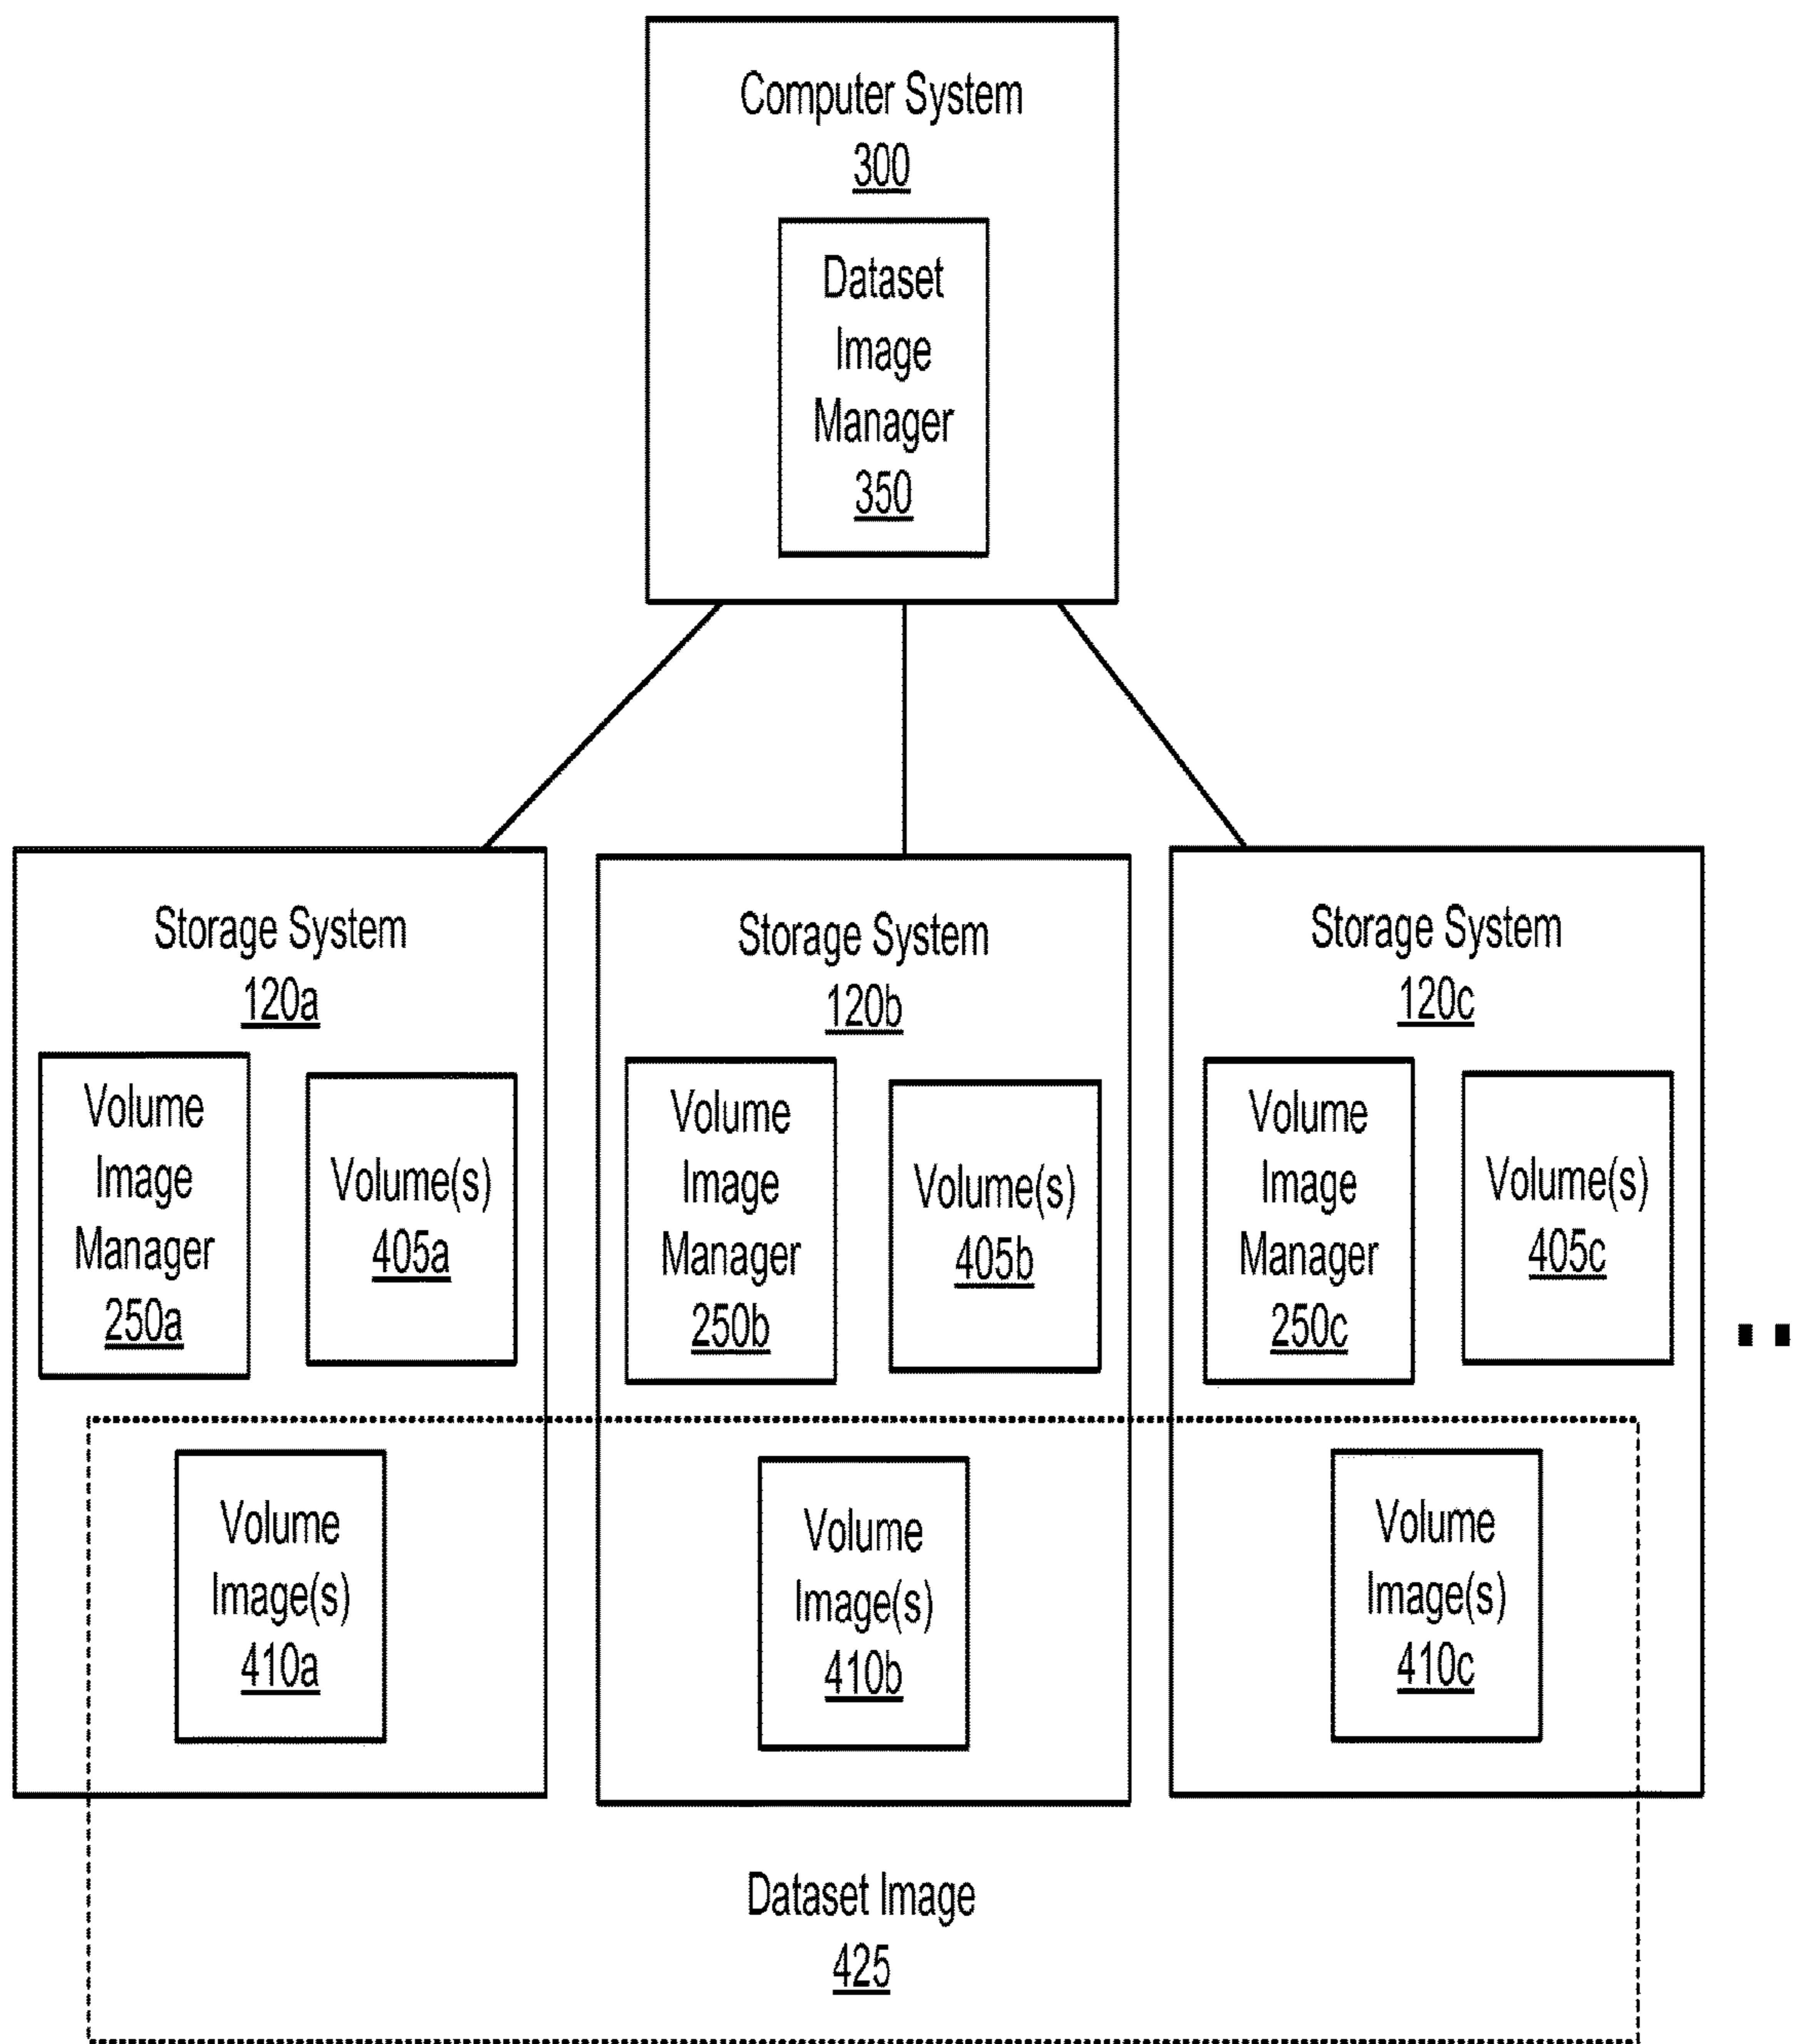 Computer System
300
Dataset
Image
Manager
350
Storage System
120a
Volume
Image
Manager
250a
Volume(s)
405a
Volume
Image(s)
410a
Storage System
120b
Volume
Image
Manager
250b
Volume(s)
405b
Volume
Image(s)
410b
Storage System
120c
Volume
Image
Manager
250c
Volume(s)
405c
Volume
Image(s)
410c
Dataset Image
425